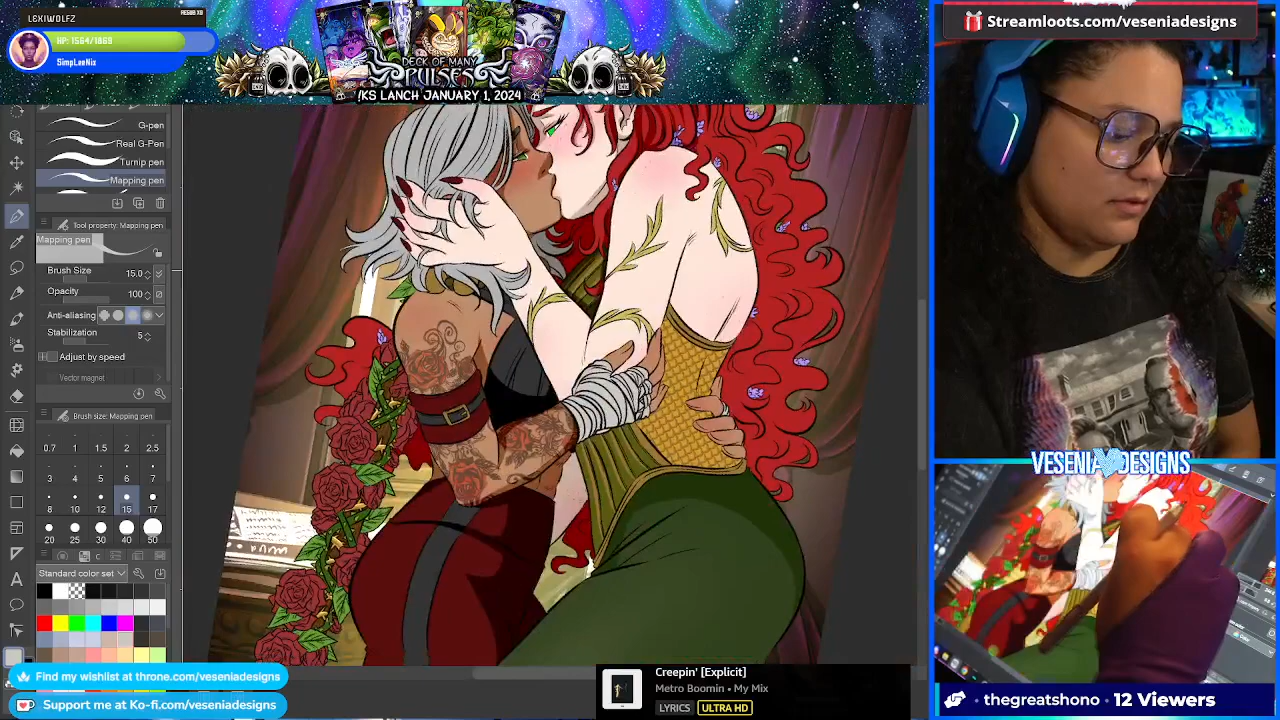 LEXIWOLFZ
HP: 1564/1869
SimpLeeNix
DECK OF MANY
PULSES
!KS LANCH JANUARY 1, 2024
Streamloots.com/veseniadesigns
G-pen
Real G-Pen
Turnip pen
Mapping pen
Tool property: Mapping pen
Mapping pen
Brush Size 15.0
Opacity 100
Anti-aliasing
Stabilization
5
Adjust by speed
Vector magnet
Brush size: Mapping pen
0.7 1 1.5 2 2.5
3 4 5 6 7
8 10 12 15 17
20 25 30 40 50
Standard color set
VESENIA DESIGNS
Find my wishlist at throne.com/veseniadesigns
Support me at Ko-fi.com/veseniadesigns
Creepin' [Explicit]
Metro Boomin • My Mix
LYRICS ULTRA HD
thegreatshono • 12 Viewers